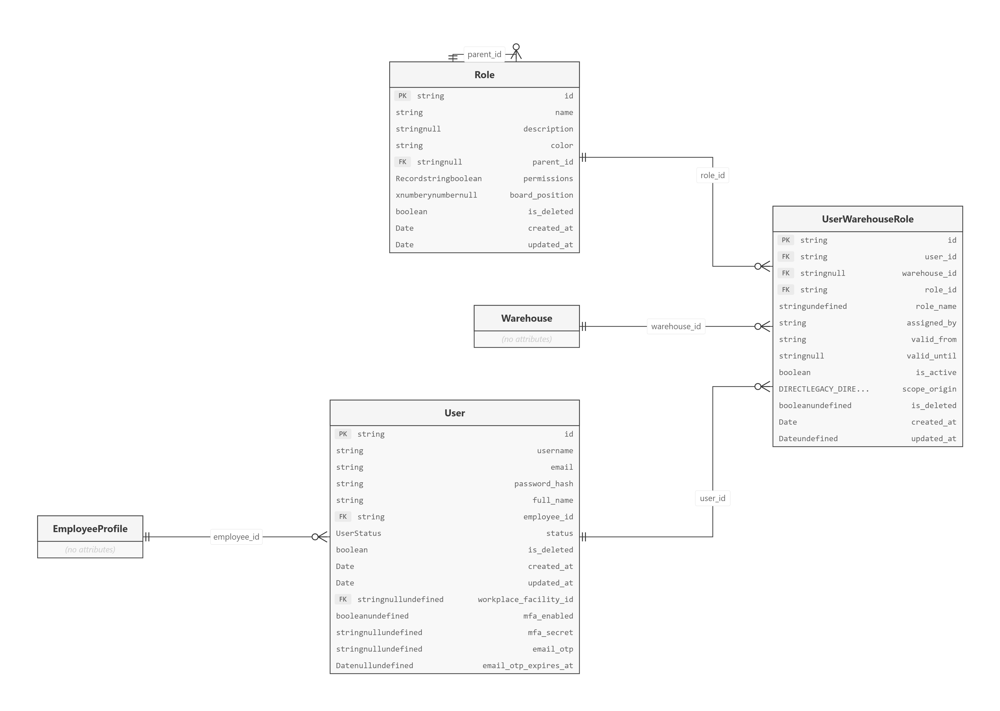 parent_id
Role
PK string id
string name
stringnull description
string color
FK stringnull parent_id
Recordstringboolean permissions
xnumberynumbernull board_position
boolean is_deleted
Date created_at
Date updated_at
role_id
UserWarehouseRole
PK string id
FK string user_id
FK stringnull warehouse_id
FK string role_id
stringundefined role_name
string assigned_by
string valid_from
stringnull valid_until
boolean is_active
DIRECTLEGACY_DIRE... scope_origin
booleanundefined is_deleted
Date created_at
Dateundefined updated_at
Warehouse
(no attributes)
warehouse_id
User
PK string id
string username
string email
string password_hash
string full_name
FK string employee_id
UserStatus status
boolean is_deleted
Date created_at
Date updated_at
FK stringnullundefined workplace_facility_id
booleanundefined mfa_enabled
stringnullundefined mfa_secret
stringnullundefined email_otp
Datenullundefined email_otp_expires_at
user_id
EmployeeProfile
(no attributes)
employee_id